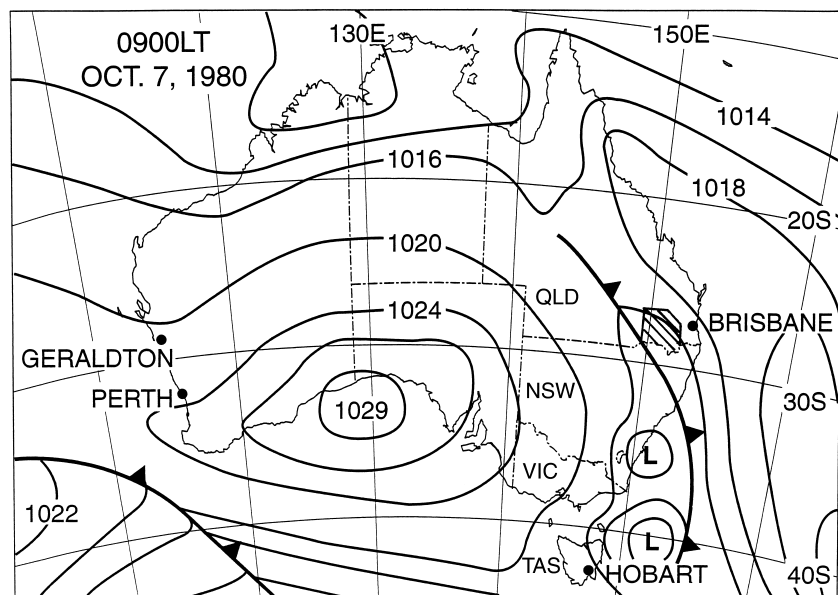 0900LT
OCT. 7, 1980
130E
150E
1014
1016
1018
20S
1020
QLD
1024
BRISBANE
GERALDTON
PERTH
NSW
30S
1029
L
VIC
1022
L
TAS
HOBART
40S